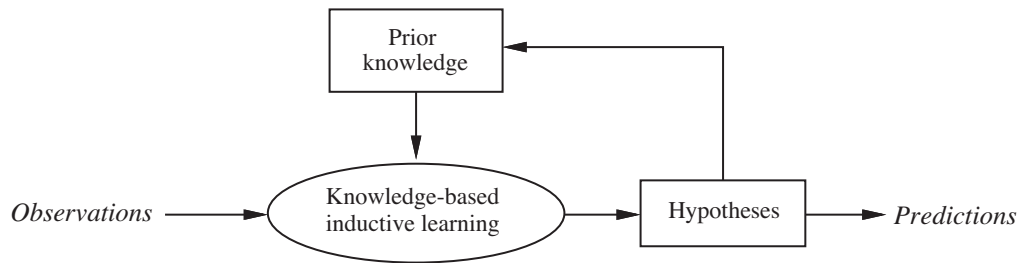 Prior
knowledge
Observations
Knowledge-based
inductive learning
Hypotheses
Predictions